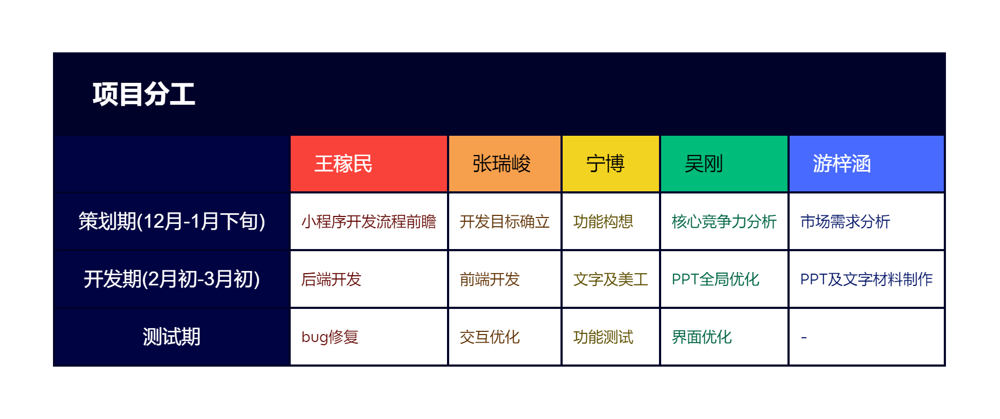 项目分工
王稼民 张瑞峻 宁博 吴刚 游梓涵
策划期(12月-1月下旬) 小程序开发流程前瞻 开发目标确立 功能构想 核心竞争力分析 市场需求分析
开发期(2月初-3月初) 后端开发 前端开发 文字及美工 PPT全局优化 PPT及文字材料制作
测试期 bug修复 交互优化 功能测试 界面优化 -